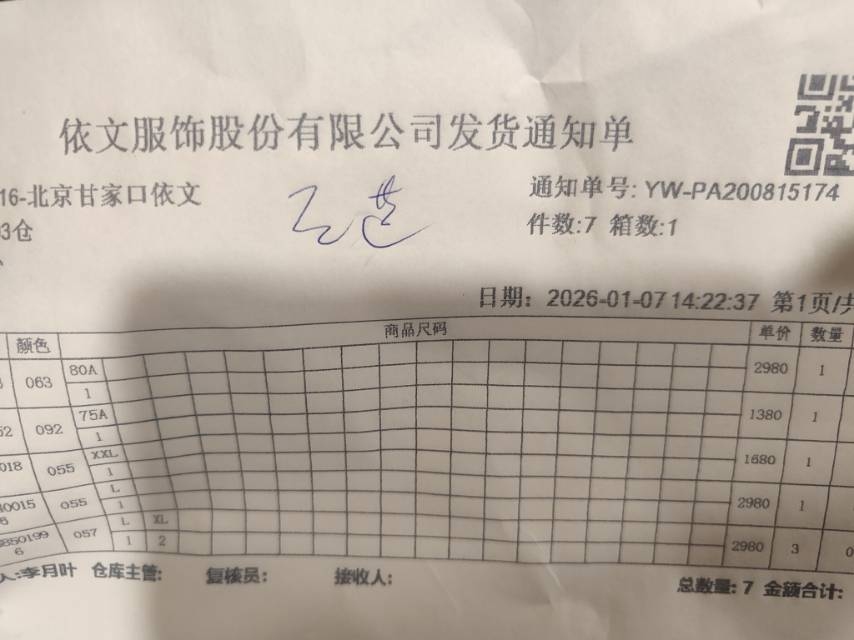 依文服饰股份有限公司发货通知单
16-北京甘家口依文
通知单号: YW-PA200815174
3仓
件数:7 箱数:1
日期: 2026-01-07 14:22:37 第1页/共
颜色 商品尺码 单价 数量
063 80A 2980 1
1
52 092 75A 1380 1
1
018 055 XXL 1680 1
1
40015 055 L 2980 1
1
850199 057 L XL 2980 3 0
6 1 2
人:李月叶 仓库主管: 复核员: 接收人:
总数量: 7 金额合计: